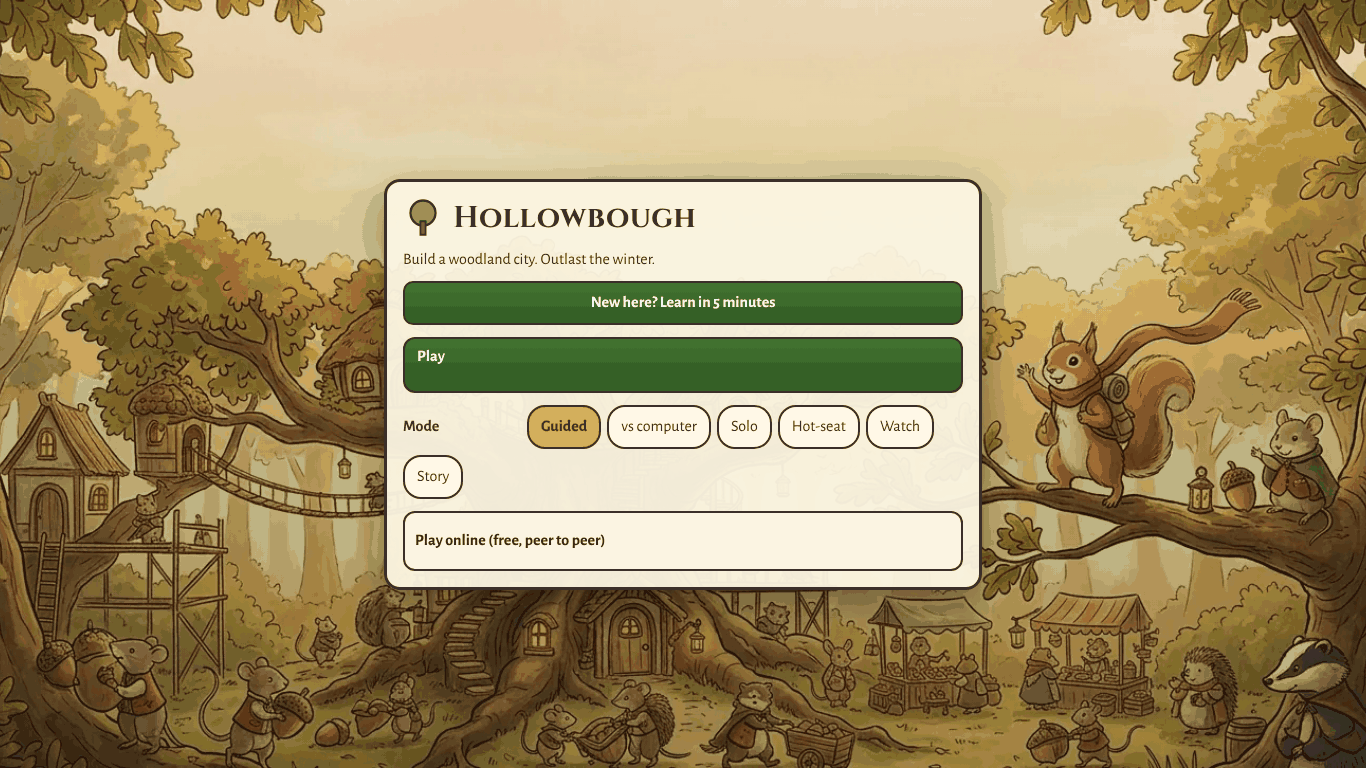 Hollowbough
Build a woodland city. Outlast the winter.
New here? Learn in 5 minutes
Play
Mode Guided vs computer Solo Hot-seat Watch
Story
Play online (free, peer to peer)